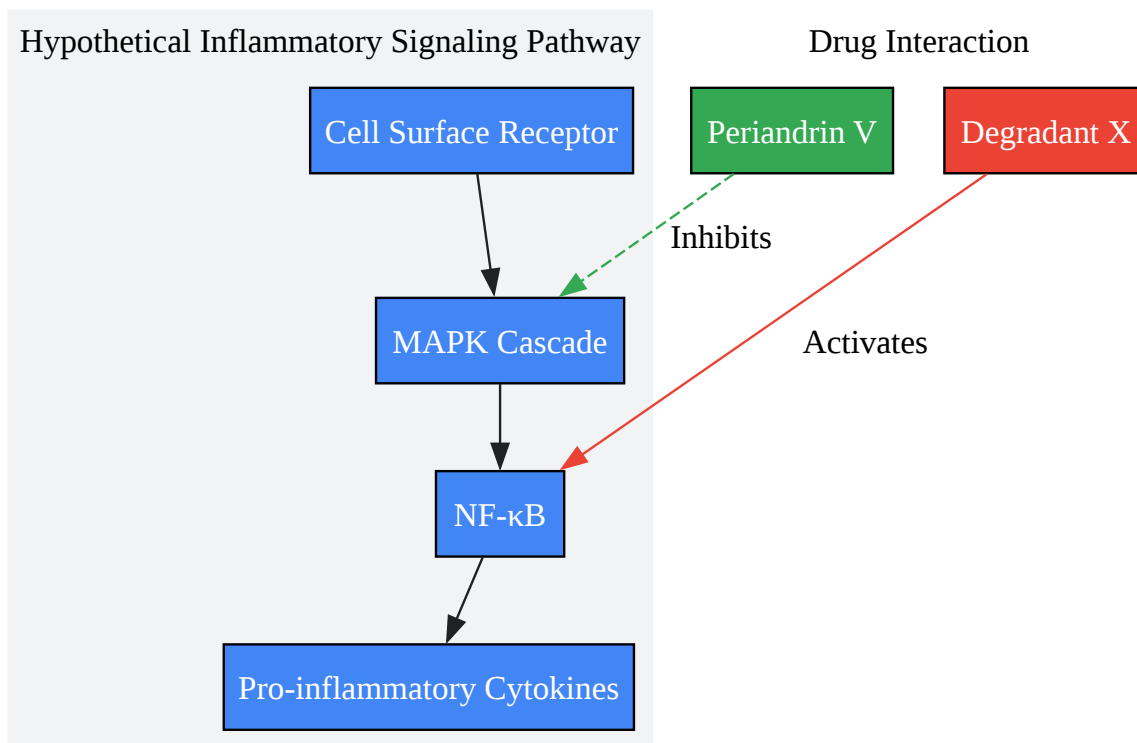 Hypothetical Inflammatory Signaling Pathway
Drug Interaction
Cell Surface Receptor
Periandrin V
Degradant X
Inhibits
MAPK Cascade
Activates
NF-κB
Pro-inflammatory Cytokines